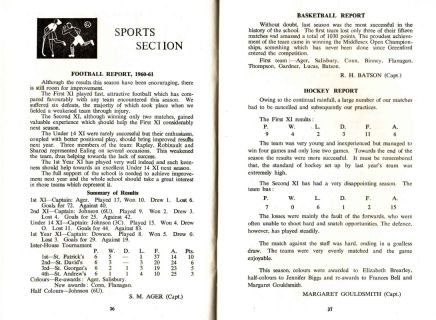 SPORTS
SECTION
FOOTBALL REPORT, 1960-61
Although the results this season have been encouraging, there
is still room for improvement.
The First XI played fast, attractive football which has com-
pared favourably with any team encountered this season. We
suffered six defeats, the majority of which took place when we
fielded a weakened team through injury.
The Second XI, although winning only two matches, gained
valuable experience which should help the First XI considerably
next season.
The Under 14 XI were rarely successful but their enthusiasm,
coupled with better positional play, should bring improved results
next year. Three members of the team: Rapley, Robinault and
Shared represented Ealing on several occasions. This weakened
the team, thus helping towards the lack of success.
The 1st Year XI has played very well indeed and such keen-
ness should help towards an excellent Under 14 XI next season.
The full support of the school is needed to achieve improve-
ment next year and the whole school should take a great interest
in those teams which represent it.
Summary of Results
1st XI—Captain: Ager. Played 17. Won 10. Drew 1. Lost 6.
Goals for 72. Against 40.
2nd XI—Captain: Johnson (6U). Played 9. Won 2. Drew 3.
Lost 4. Goals for 25. Against 42.
Under 14 XI—Captain: Johnson (3C). Played 15. Won 4. Drew
O. Lost 11. Goals for 44. Against 83.
1st Year XI—Captain: Dowson. Played 8. Won 5. Drew 0.
Lost 3. Goals for 29. Against 19.
Inter-House Tournament
P. W. D. L. F. A. Pts.
1st—St. Patrick's 6 5 — 1 37 14 10
2nd—St. David's 6 3 — 3 20 24 6
3rd—St. George's 6 2 1 3 19 23 5
4th—St. Andrew's 6 1 1 4 10 25 3
Colours—Re-awards: Ager, Salisbury.
New awards: Conn, Flanagan.
Half Colours—Johnson (6U).
S. M. AGER (Capt.)
36
BASKETBALL REPORT
Without doubt, last season was the most successful in the
history of the school. The first team lost only three of their fifteen
matches and amassed a total of 1030 points. The proudest achieve-
ment of the team came in winning the Middlesex Open Champion-
ships, something which has never been done since Greenford
entered the competition.
First team:—Ager, Salisbury, Conn, Binney, Flanagan,
Thompson, Gardner, Lucas, Batson.
R. H. BATSON (Capt.)
HOCKEY REPORT
Owing to the continual rainfall, a large number of our matches
had to be cancelled and subsequently our practices.
The First XI results:
P. W. L. D. F. A.
9 4 2 3 11 6
The team was very young and inexperienced but managed to
win four games and only lost two games. Towards the end of the
season the results were more successful. It must be remembered
that, the standard of hockey set up by last year's team was
extremely high.
The Second XI has had a very disappointing season. The
team has:
P. W. L. D. F. A.
7 0 5 2 2 15
The losses were mainly the fault of the forwards, who were
often unable to shoot hard and snatch opportunities. The defence,
however, has played steadily.
The match against the staff was hard, ending in a goalless
draw. The teams were very evenly matched and the game
enjoyable.
This season, colours were awarded to Elizabeth Brearley,
half-colours to Jennifer Biggs and re-awards to Frances Bell and
Margaret Gouldsmith.
MARGARET GOULDSMITH (Capt.)
37